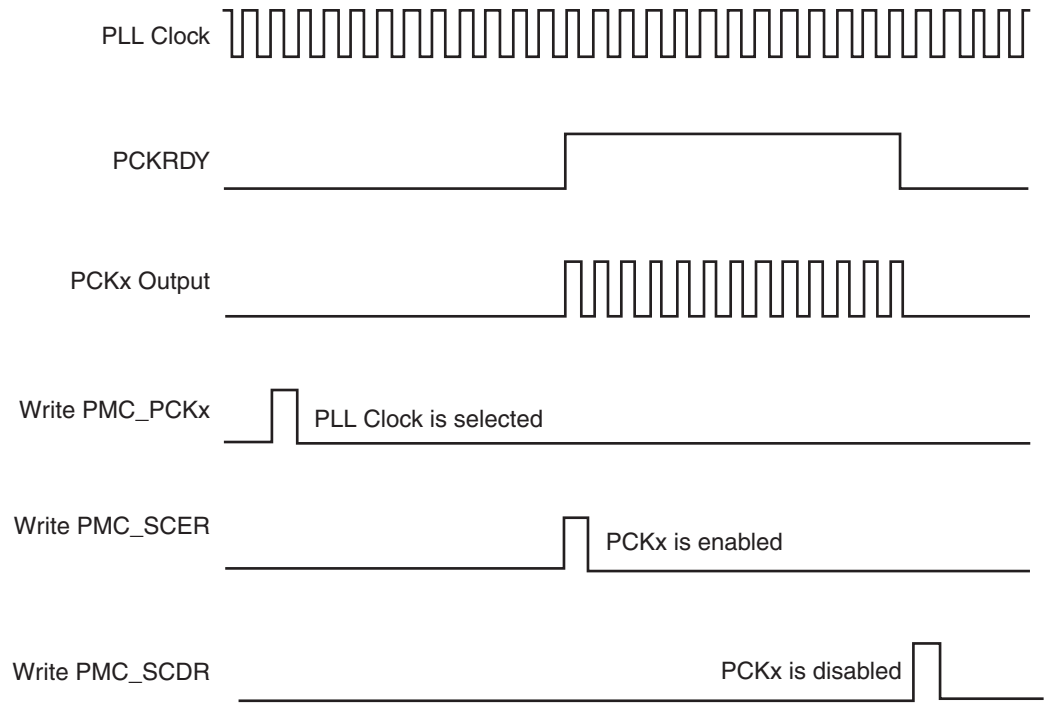 PLL Clock
PCKRDY
PCKx Output
Write PMC_PCKx
PLL Clock is selected
Write PMC_SCER
PCKx is enabled
Write PMC_SCDR
PCKx is disabled